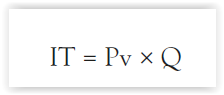 IT = Pv × Q